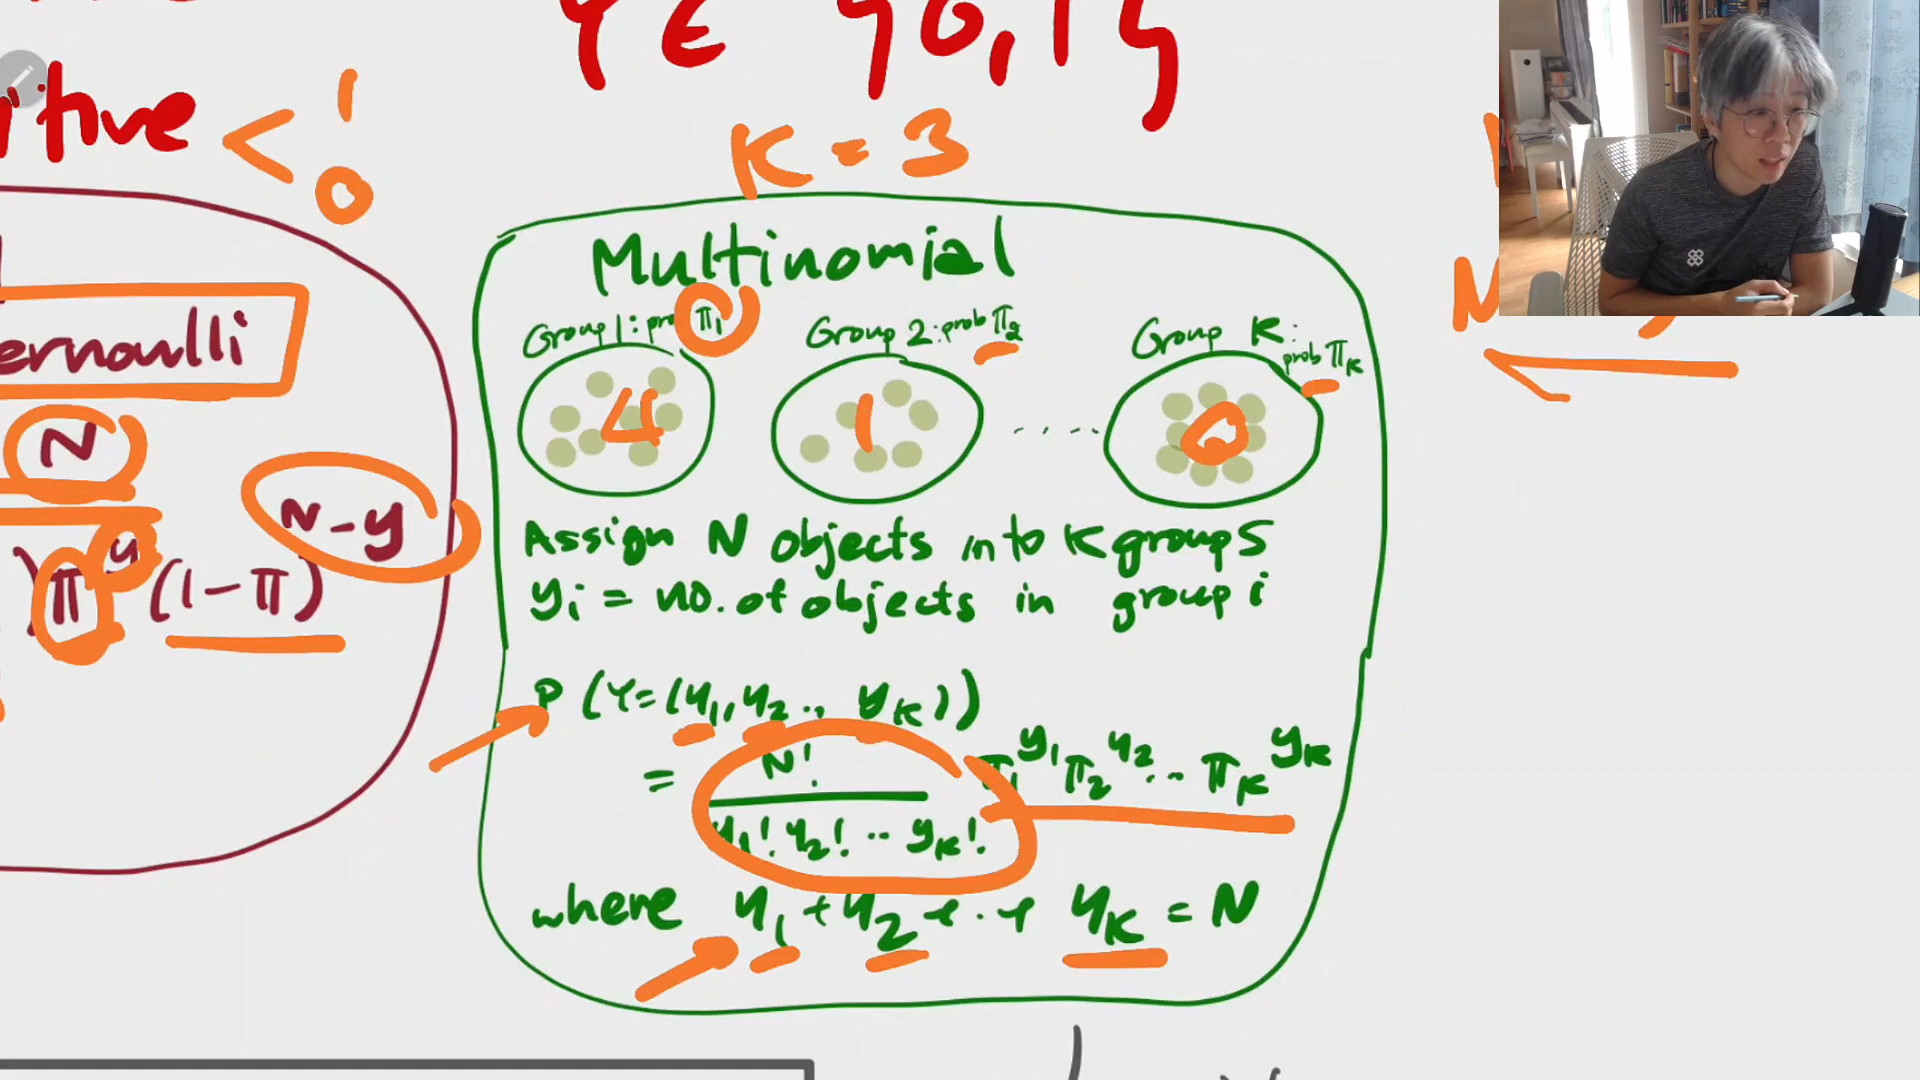 Y ∈ {0,1}
itive < 1
0
K = 3
Multinomial
Group 1: prob π₁
Group 2: prob π₂
Group K: prob πₖ
4
1
0
ernoulli
N
N-y
) π^y (1-π)
Assign N objects into K groups
yᵢ = no. of objects in group i
P (Y=(y₁, y₂ .. yₖ))
= N! / y₁! y₂! .. yₖ! π₁^y₁ π₂^y₂ .. πₖ^yₖ
where y₁ + y₂ + .. + yₖ = N